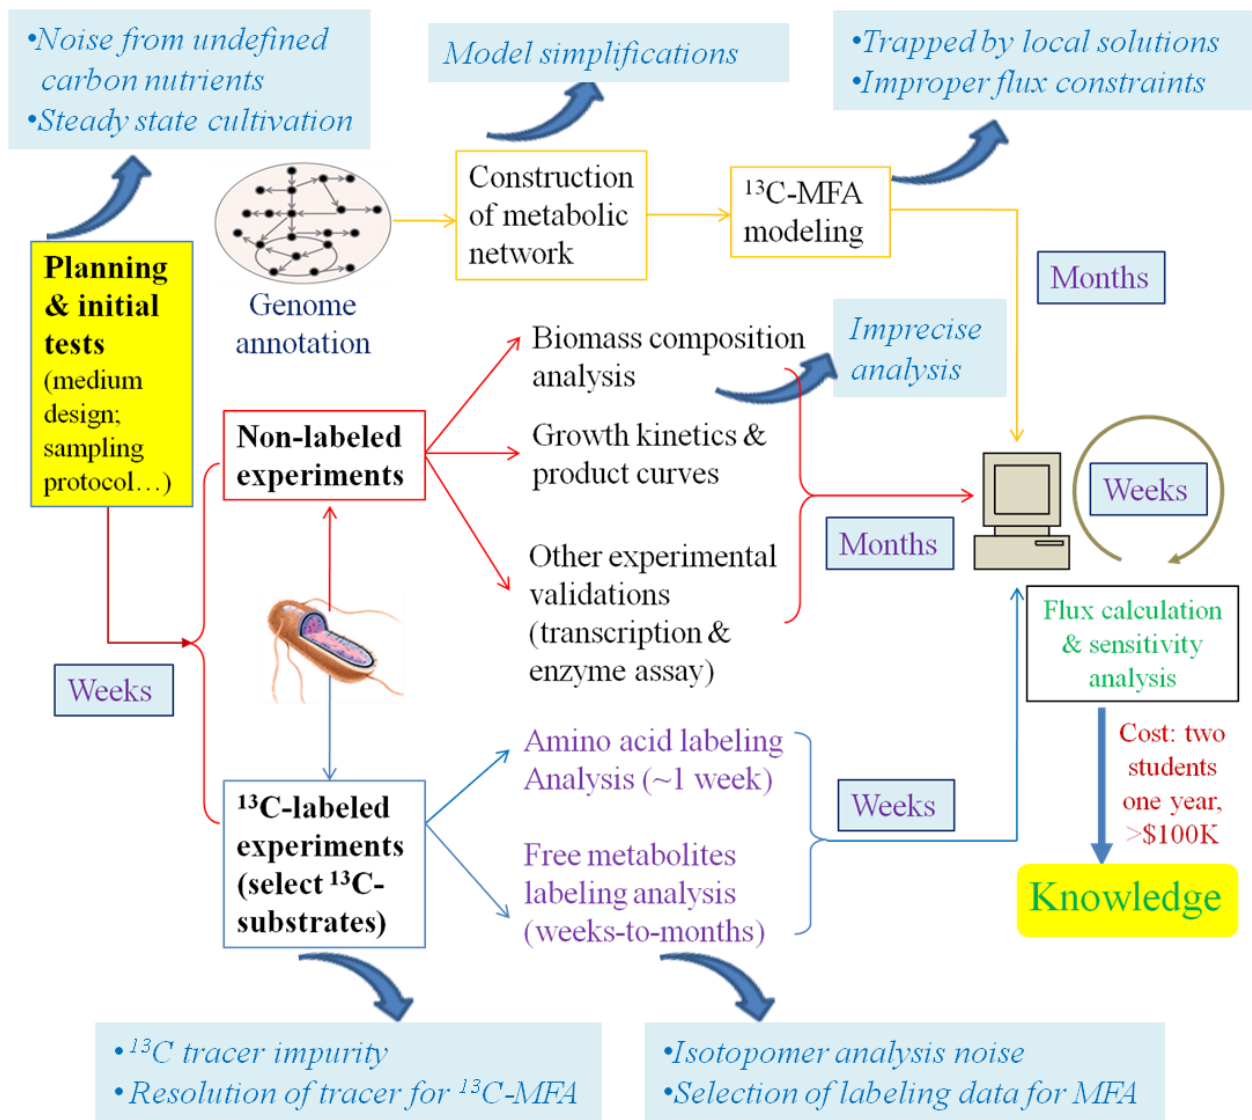 •Noise from undefined
carbon nutrients
•Steady state cultivation
Model simplifications
•Trapped by local solutions
•Improper flux constraints
Genome
annotation
Construction
of metabolic
network
¹³C-MFA
modeling
Months
Planning
& initial
tests
(medium
design;
sampling
protocol…)
Weeks
Non-labeled
experiments
Biomass composition
analysis
Imprecise
analysis
Growth kinetics &
product curves
Other experimental
validations
(transcription &
enzyme assay)
Months
Weeks
Flux calculation
& sensitivity
analysis
¹³C-labeled
experiments
(select ¹³C-
substrates)
Amino acid labeling
Analysis (~1 week)
Free metabolites
labeling analysis
(weeks-to-months)
Weeks
Cost: two
students
one year,
>$100K
Knowledge
•¹³C tracer impurity
•Resolution of tracer for ¹³C-MFA
•Isotopomer analysis noise
•Selection of labeling data for MFA